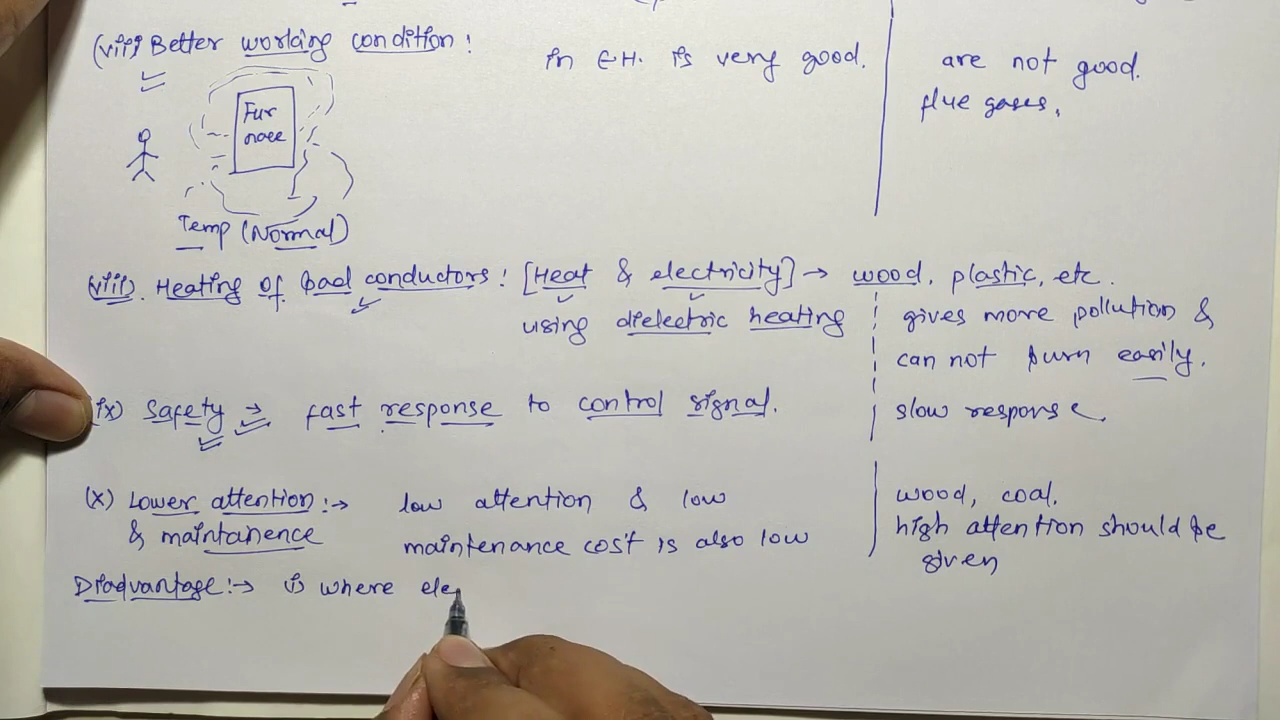 (viii) Better working condition:
in E.H. is very good.
are not good.
flue gases,
Fur
nace
Temp (Normal)
(viii). Heating of bad conductors: [Heat & electricity] → wood, plastic, etc.
using dielectric heating
gives more pollution &
can not burn easily.
(ix) Safety → fast response to control signal.
slow response
(x) Lower attention :→ low attention & low
& maintanence
maintenance cost is also low
wood, coal.
high attention should be
given
Disadvantage :→ is where ele